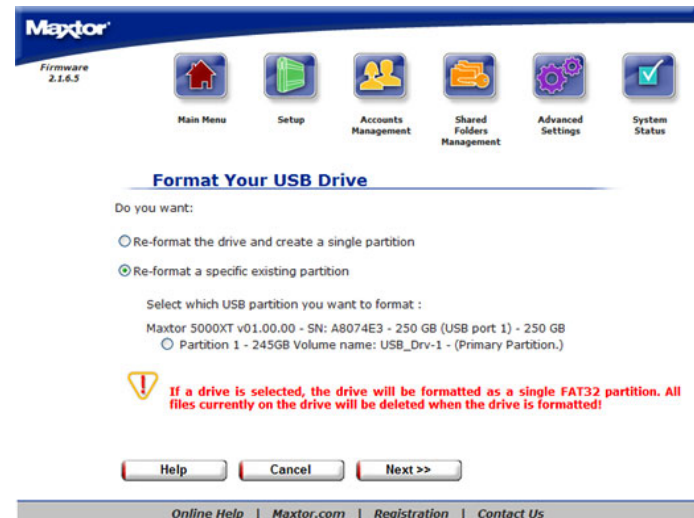 Maxtor
Firmware
2.1.6.5
Main Menu
Setup
Accounts
Management
Shared
Folders
Management
Advanced
Settings
System
Status
Format Your USB Drive
Do you want:
Re-format the drive and create a single partition
Re-format a specific existing partition
Select which USB partition you want to format :
Maxtor 5000XT v01.00.00 - SN: A8074E3 - 250 GB (USB port 1) - 250 GB
Partition 1 - 245GB Volume name: USB_Drv-1 - (Primary Partition.)
If a drive is selected, the drive will be formatted as a single FAT32 partition. All
files currently on the drive will be deleted when the drive is formatted!
Help
Cancel
Next >>
Online Help | Maxtor.com | Registration | Contact Us